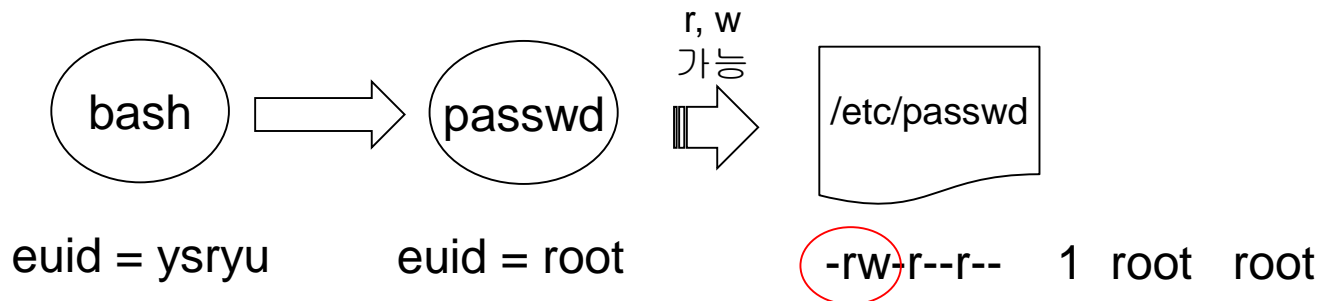 r, w
가능
bash
passwd
/etc/passwd
euid = ysryu
euid = root
-rw-r--r-- 1 root root